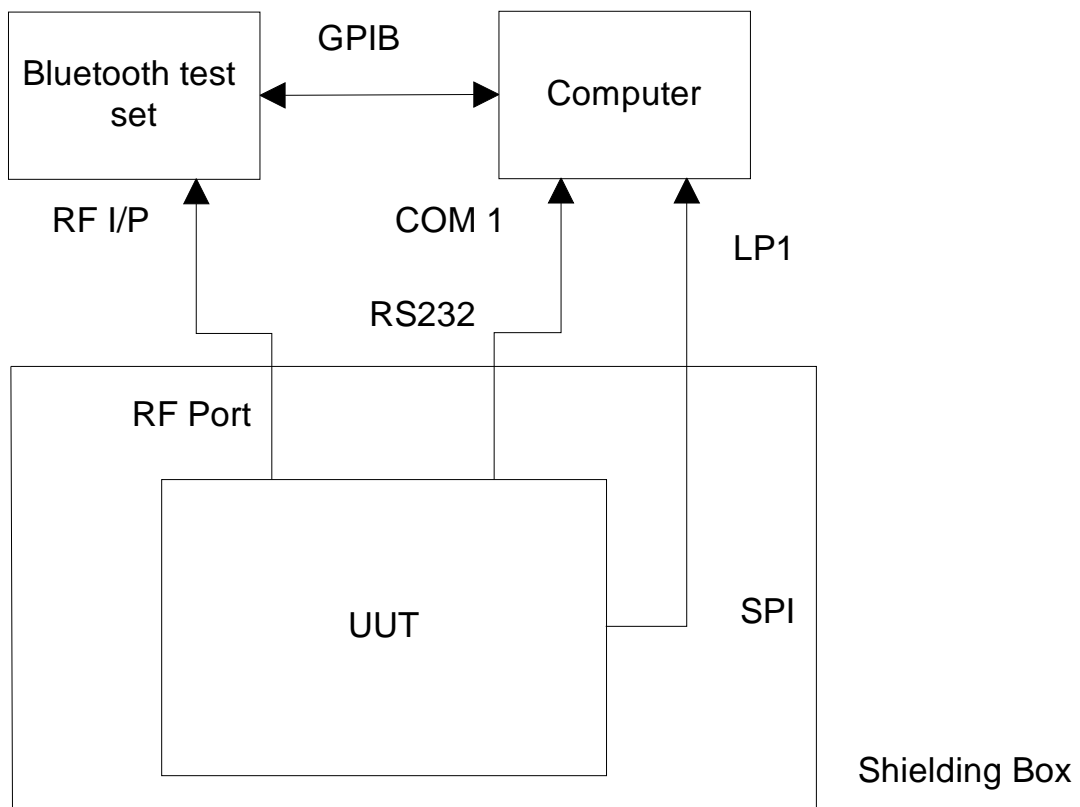 GPIB
Bluetooth test
set
Computer
RF I/P
COM 1
LP1
RS232
RF Port
UUT
SPI
Shielding Box